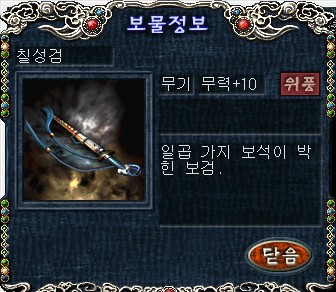 보물정보
칠성검
무기 무력+10 위풍
일곱 가지 보석이 박
힌 보검.
닫음